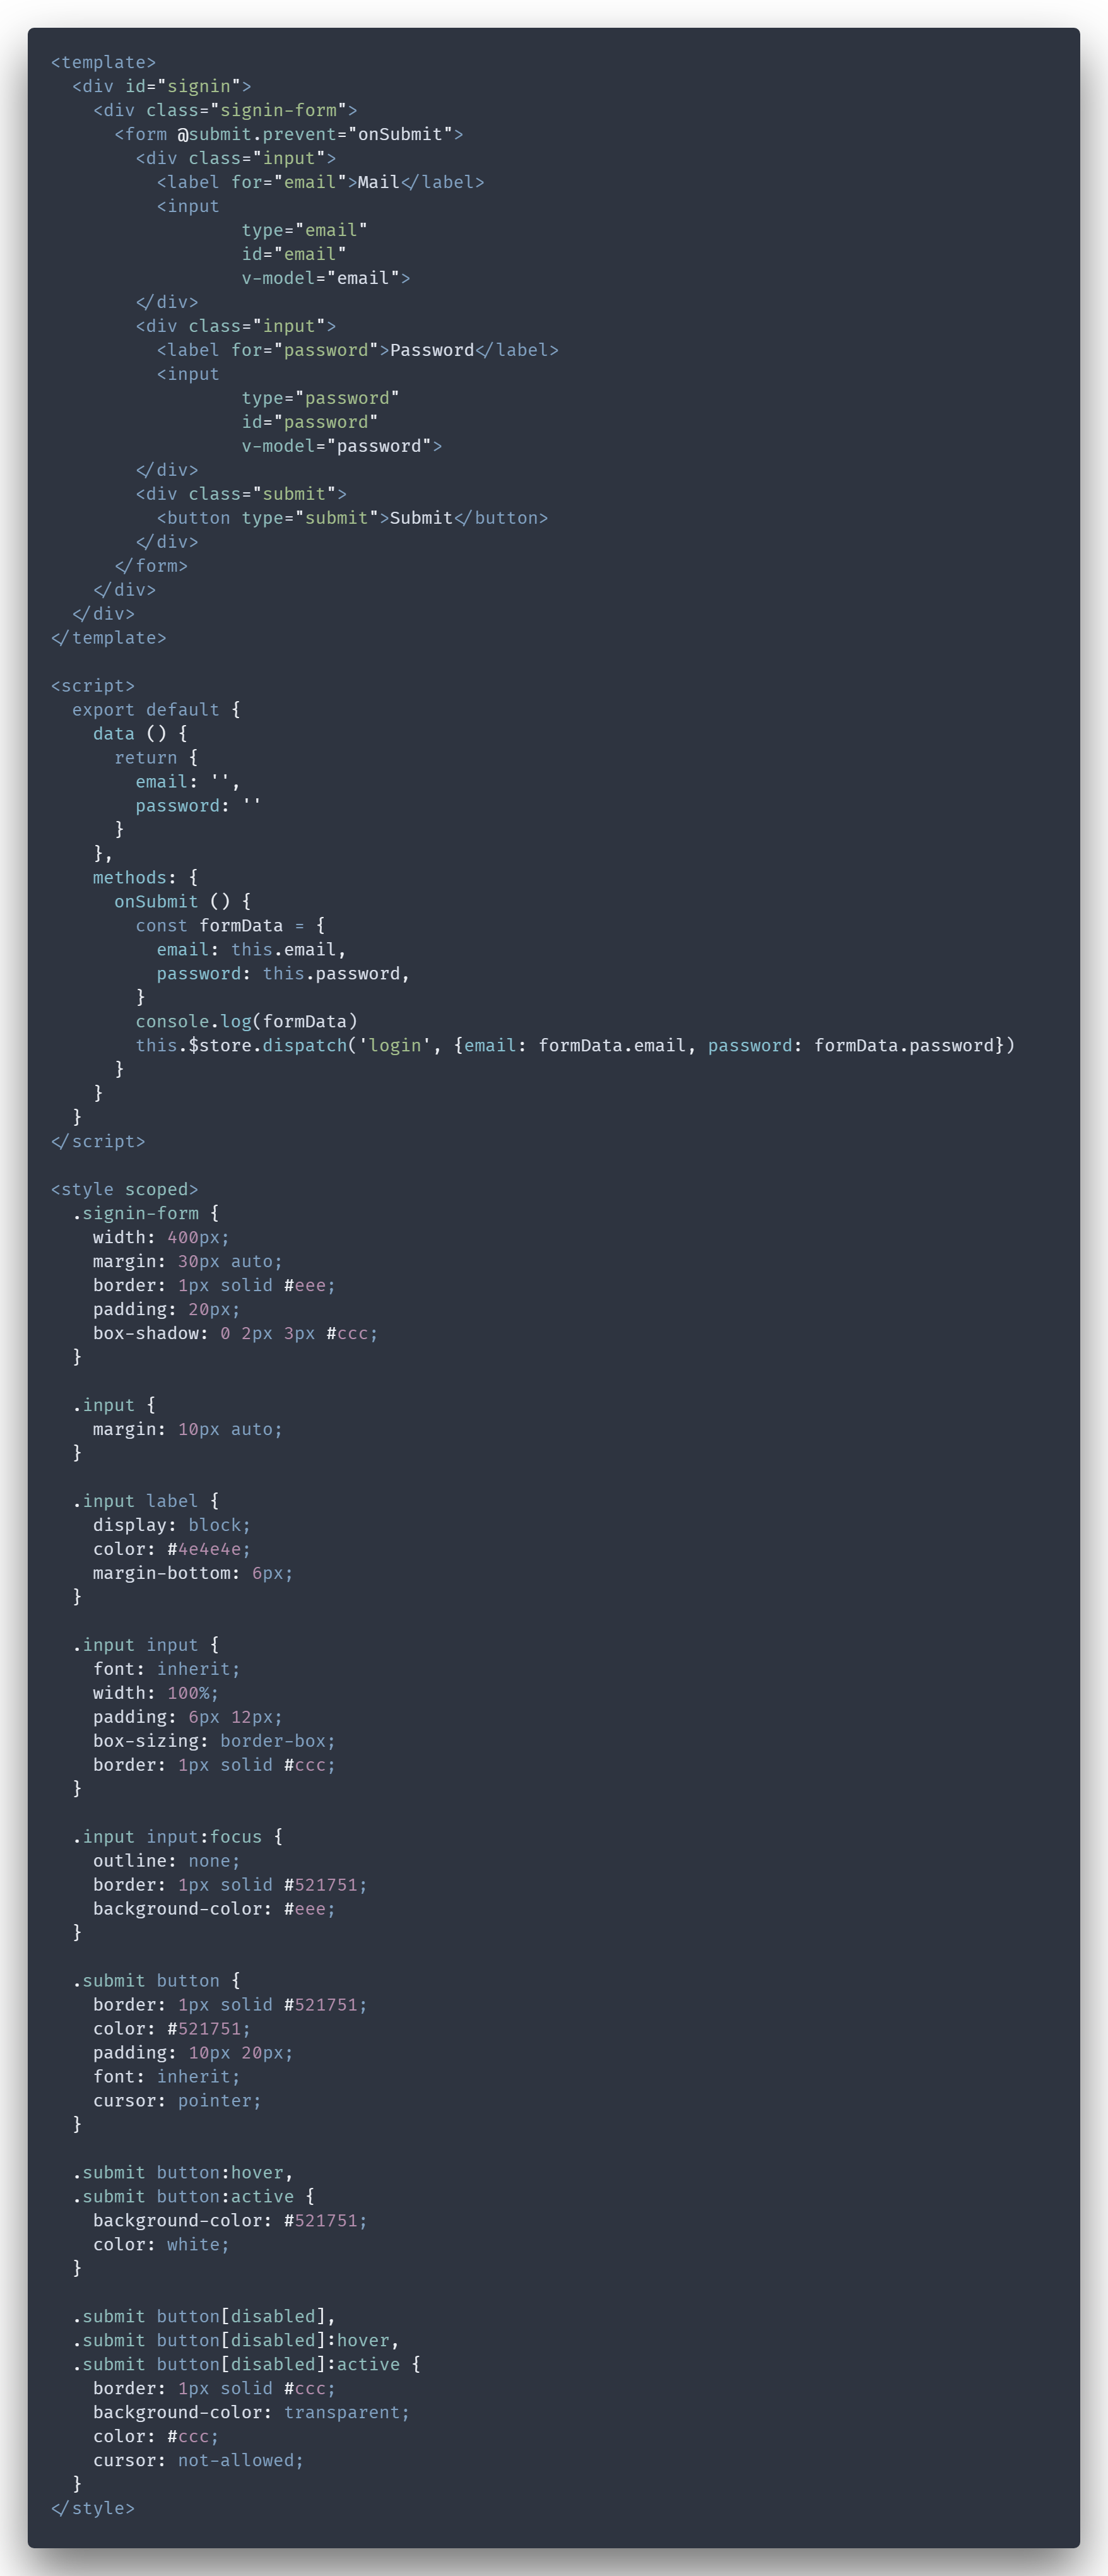 <template>
  <div id="signin">
    <div class="signin-form">
      <form @submit.prevent="onSubmit">
        <div class="input">
          <label for="email">Mail</label>
          <input
                  type="email"
                  id="email"
                  v-model="email">
        </div>
        <div class="input">
          <label for="password">Password</label>
          <input
                  type="password"
                  id="password"
                  v-model="password">
        </div>
        <div class="submit">
          <button type="submit">Submit</button>
        </div>
      </form>
    </div>
  </div>
</template>

<script>
  export default {
    data () {
      return {
        email: '',
        password: ''
      }
    },
    methods: {
      onSubmit () {
        const formData = {
          email: this.email,
          password: this.password,
        }
        console.log(formData)
        this.$store.dispatch('login', {email: formData.email, password: formData.password})
      }
    }
  }
</script>

<style scoped>
  .signin-form {
    width: 400px;
    margin: 30px auto;
    border: 1px solid #eee;
    padding: 20px;
    box-shadow: 0 2px 3px #ccc;
  }

  .input {
    margin: 10px auto;
  }

  .input label {
    display: block;
    color: #4e4e4e;
    margin-bottom: 6px;
  }

  .input input {
    font: inherit;
    width: 100%;
    padding: 6px 12px;
    box-sizing: border-box;
    border: 1px solid #ccc;
  }

  .input input:focus {
    outline: none;
    border: 1px solid #521751;
    background-color: #eee;
  }

  .submit button {
    border: 1px solid #521751;
    color: #521751;
    padding: 10px 20px;
    font: inherit;
    cursor: pointer;
  }

  .submit button:hover,
  .submit button:active {
    background-color: #521751;
    color: white;
  }

  .submit button[disabled],
  .submit button[disabled]:hover,
  .submit button[disabled]:active {
    border: 1px solid #ccc;
    background-color: transparent;
    color: #ccc;
    cursor: not-allowed;
  }
</style>